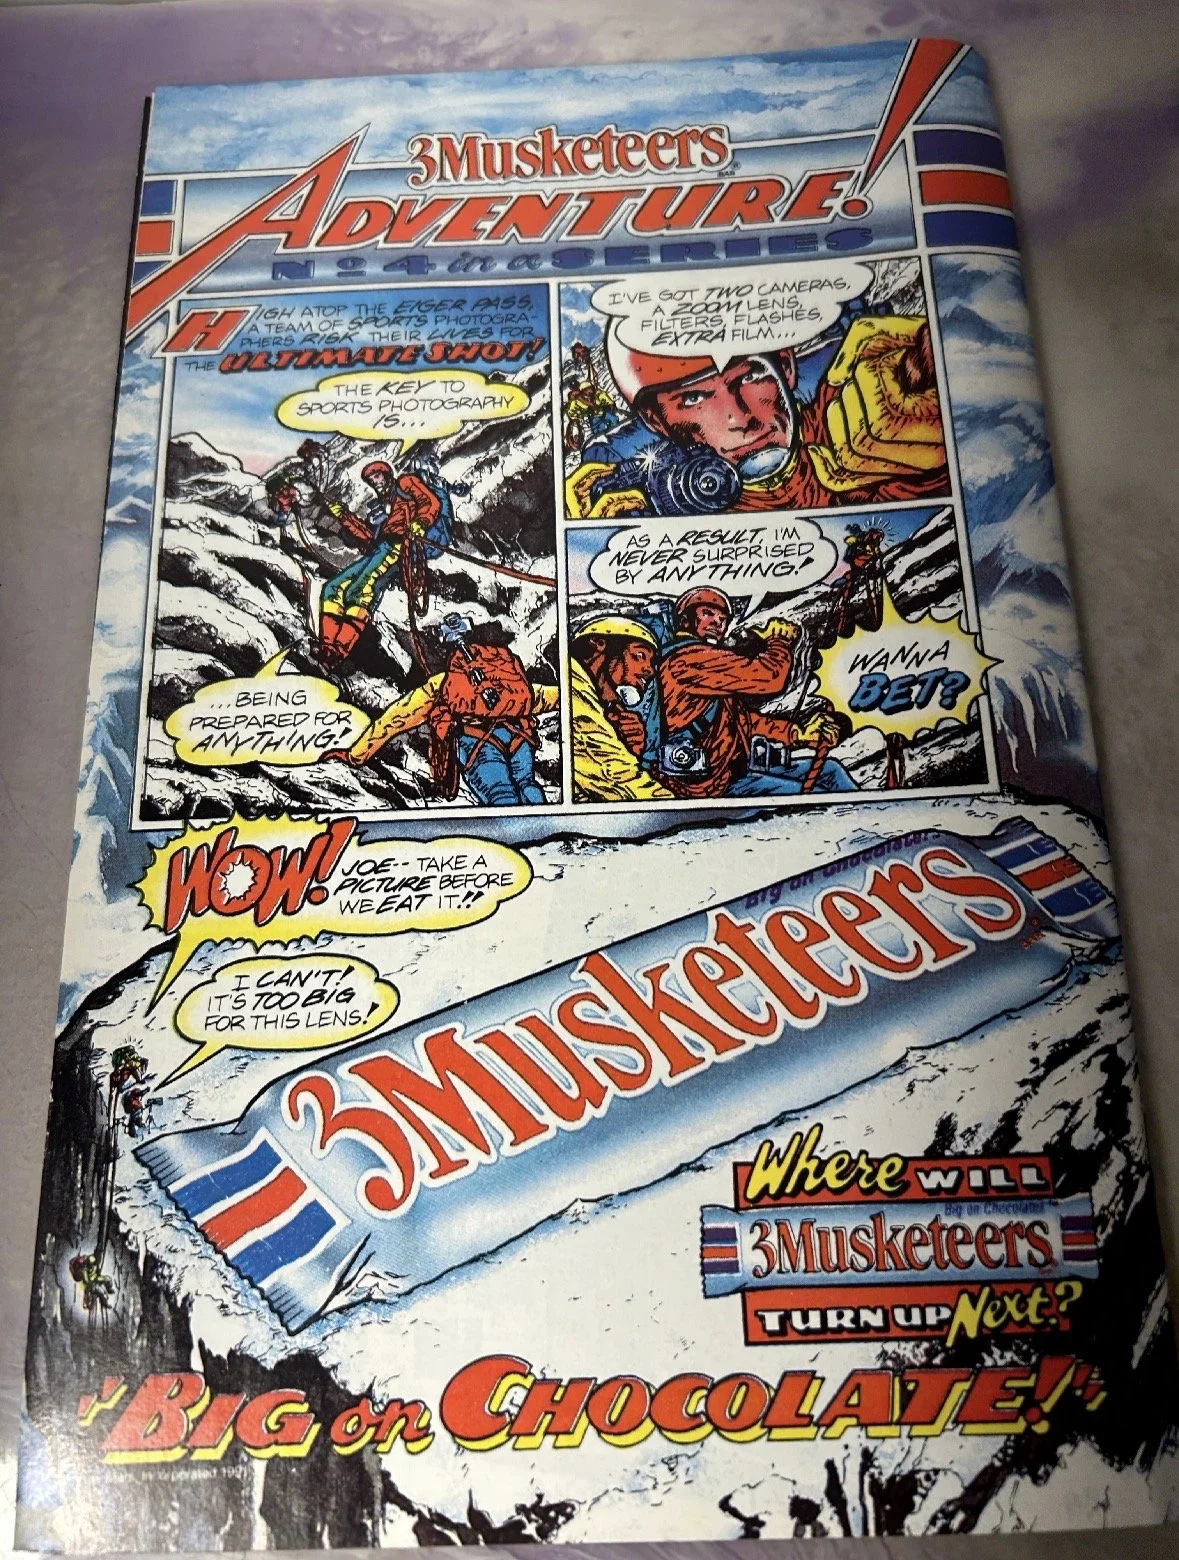 3Musketeers
BAR
ADVENTURE!
No 4 in a SERIES
HIGH ATOP THE EIGER PASS,
A TEAM OF SPORTS PHOTOGRA-
PHERS RISK THEIR LIVES FOR
THE ULTIMATE SHOT!
THE KEY TO
SPORTS PHOTOGRAPHY
IS...
...BEING
PREPARED FOR
ANYTHING!
I'VE GOT TWO CAMERAS,
A ZOOM LENS,
FILTERS, FLASHES,
EXTRA FILM...
AS A RESULT, I'M
NEVER SURPRISED
BY ANYTHING!
WANNA
BET?
WOW! JOE-- TAKE A
PICTURE BEFORE
WE EAT IT!!
I CAN'T!
IT'S TOO BIG
FOR THIS LENS!
Big on Chocolate!
3Musketeers
Where WILL
Big on Chocolate!
3Musketeers
TURN UP Next?
"BIG on CHOCOLATE!"